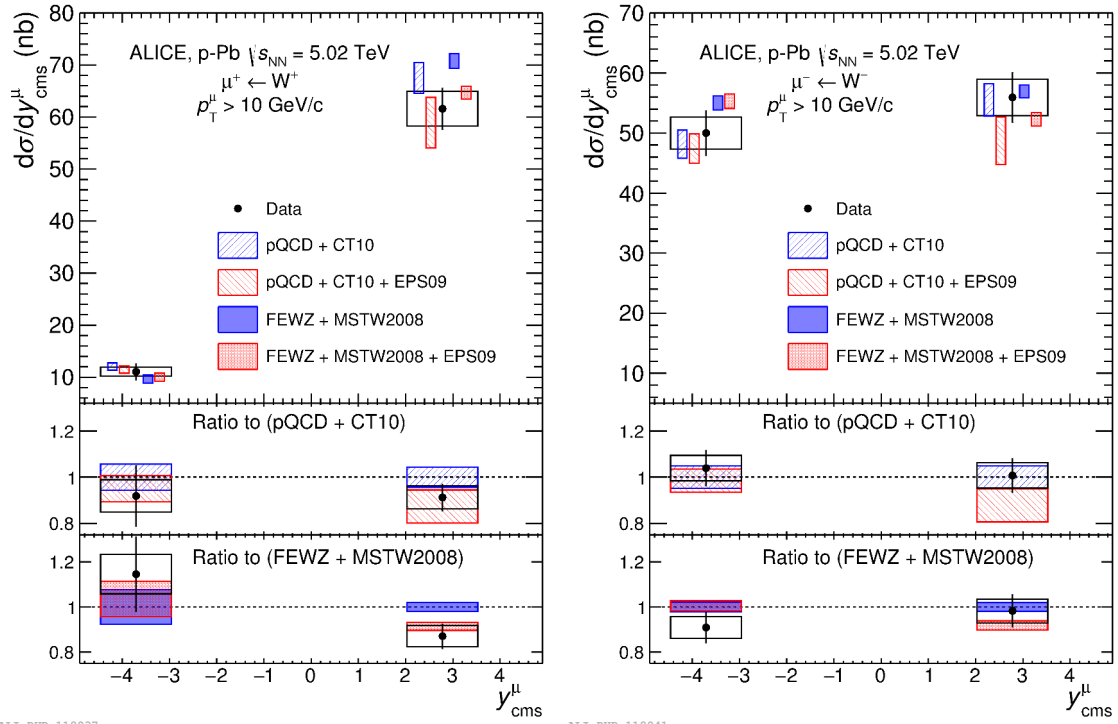 dσ/dy^μ_cms (nb)
80
70
60
50
40
30
20
10
ALICE, p-Pb √s_NN = 5.02 TeV
μ⁺ ← W⁺
p_T^μ > 10 GeV/c
Data
pQCD + CT10
pQCD + CT10 + EPS09
FEWZ + MSTW2008
FEWZ + MSTW2008 + EPS09
Ratio to (pQCD + CT10)
1.2
1
0.8
Ratio to (FEWZ + MSTW2008)
1.2
1
0.8
−4 −3 −2 −1 0 1 2 3 4
y^μ_cms
dσ/dy^μ_cms (nb)
70
60
50
40
30
20
10
ALICE, p-Pb √s_NN = 5.02 TeV
μ⁻ ← W⁻
p_T^μ > 10 GeV/c
Data
pQCD + CT10
pQCD + CT10 + EPS09
FEWZ + MSTW2008
FEWZ + MSTW2008 + EPS09
Ratio to (pQCD + CT10)
1.2
1
0.8
Ratio to (FEWZ + MSTW2008)
1.2
1
0.8
−4 −3 −2 −1 0 1 2 3 4
y^μ_cms